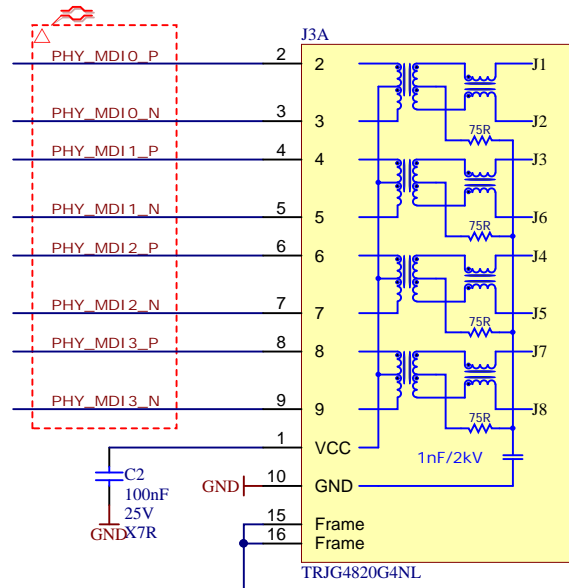 J3A
PHY_MDI0_P 2 2 J1
PHY_MDI0_N 3 3 J2
75R
PHY_MDI1_P 4 4 J3
PHY_MDI1_N 5 5 J6
75R
PHY_MDI2_P 6 6 J4
PHY_MDI2_N 7 7 J5
75R
PHY_MDI3_P 8 8 J7
PHY_MDI3_N 9 9 J8
75R
1 VCC
1nF/2kV
C2
100nF
25V
X7R
GND
GND 10 GND
15 Frame
16 Frame
TRJG4820G4NL